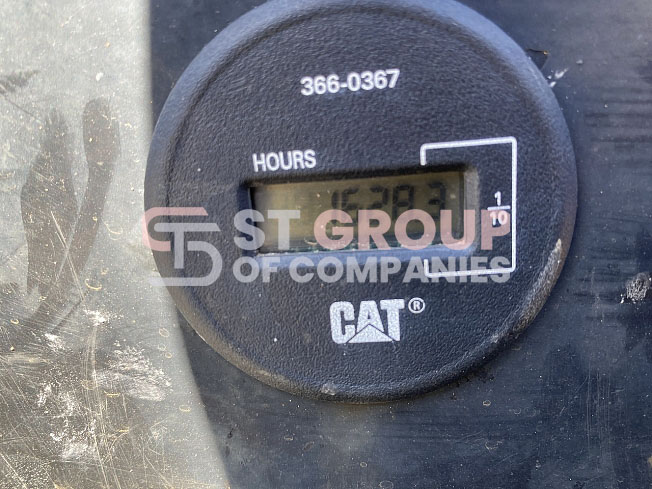 366-0367
HOURS
1
10
ST GROUP
OF COMPANIES
CAT®